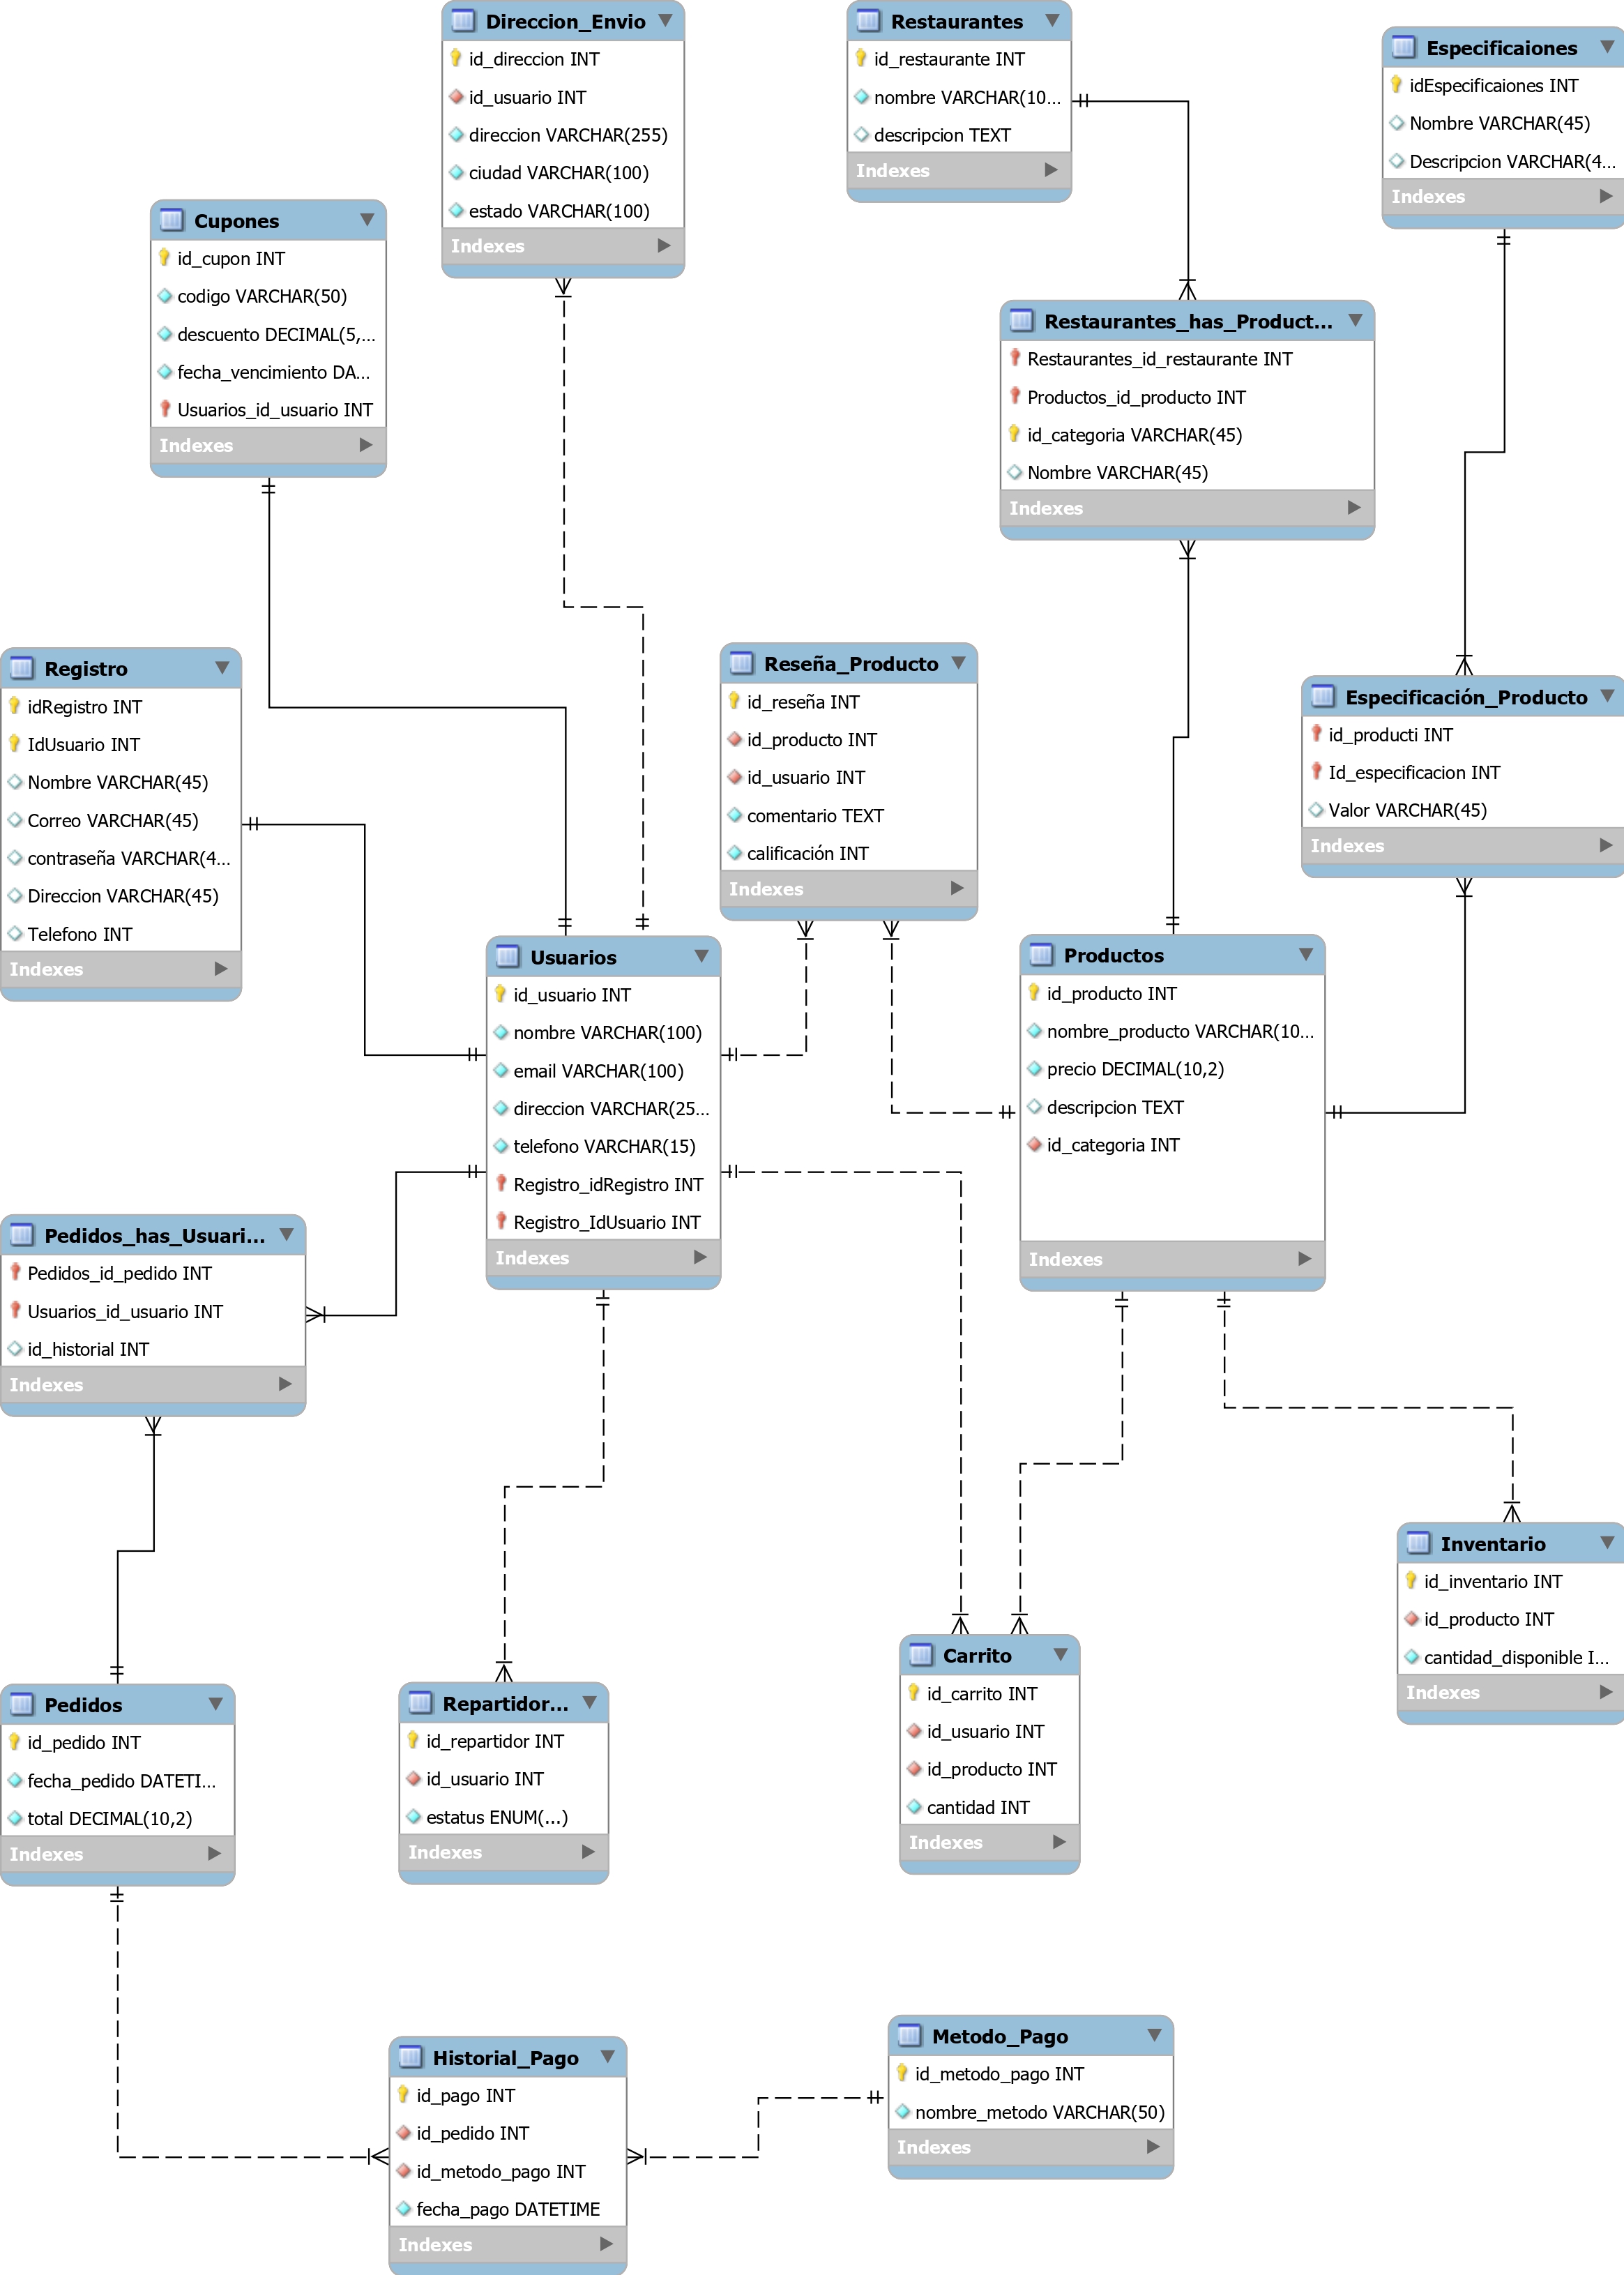 Direccion_Envio
id_direccion INT
id_usuario INT
direccion VARCHAR(255)
ciudad VARCHAR(100)
estado VARCHAR(100)
Indexes
Restaurantes
id_restaurante INT
nombre VARCHAR(10...
descripcion TEXT
Indexes
Especificaiones
idEspecificaiones INT
Nombre VARCHAR(45)
Descripcion VARCHAR(4...
Indexes
Cupones
id_cupon INT
codigo VARCHAR(50)
descuento DECIMAL(5,...
fecha_vencimiento DA...
Usuarios_id_usuario INT
Indexes
Restaurantes_has_Product...
Restaurantes_id_restaurante INT
Productos_id_producto INT
id_categoria VARCHAR(45)
Nombre VARCHAR(45)
Indexes
Registro
idRegistro INT
IdUsuario INT
Nombre VARCHAR(45)
Correo VARCHAR(45)
contraseña VARCHAR(4...
Direccion VARCHAR(45)
Telefono INT
Indexes
Reseña_Producto
id_reseña INT
id_producto INT
id_usuario INT
comentario TEXT
calificación INT
Indexes
Especificación_Producto
id_producti INT
Id_especificacion INT
Valor VARCHAR(45)
Indexes
Usuarios
id_usuario INT
nombre VARCHAR(100)
email VARCHAR(100)
direccion VARCHAR(25...
telefono VARCHAR(15)
Registro_idRegistro INT
Registro_IdUsuario INT
Indexes
Productos
id_producto INT
nombre_producto VARCHAR(10...
precio DECIMAL(10,2)
descripcion TEXT
id_categoria INT
Indexes
Pedidos_has_Usuari...
Pedidos_id_pedido INT
Usuarios_id_usuario INT
id_historial INT
Indexes
Inventario
id_inventario INT
id_producto INT
cantidad_disponible I...
Indexes
Carrito
id_carrito INT
id_usuario INT
id_producto INT
cantidad INT
Indexes
Pedidos
id_pedido INT
fecha_pedido DATETI...
total DECIMAL(10,2)
Indexes
Repartidor...
id_repartidor INT
id_usuario INT
estatus ENUM(...)
Indexes
Historial_Pago
id_pago INT
id_pedido INT
id_metodo_pago INT
fecha_pago DATETIME
Indexes
Metodo_Pago
id_metodo_pago INT
nombre_metodo VARCHAR(50)
Indexes